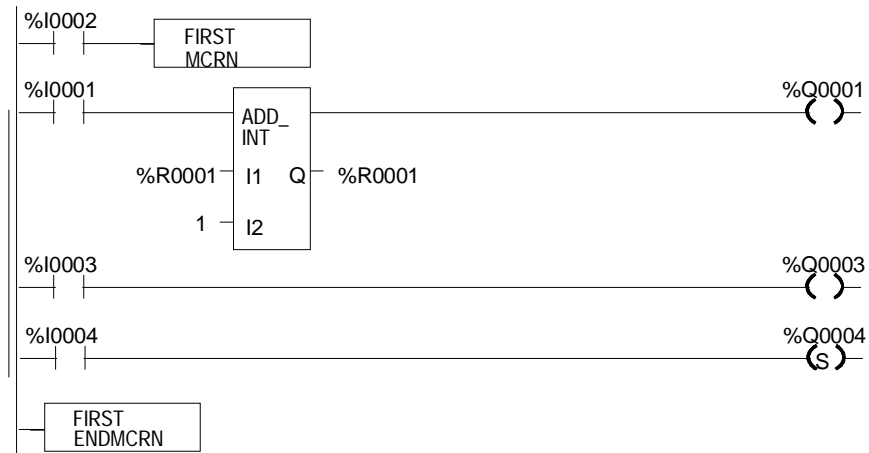 %I0002
FIRST
MCRN
%I0001
%Q0001
ADD_
INT
%R0001 I1 Q %R0001
1 I2
%I0003
%Q0003
%I0004
%Q0004
S
FIRST
ENDMCRN